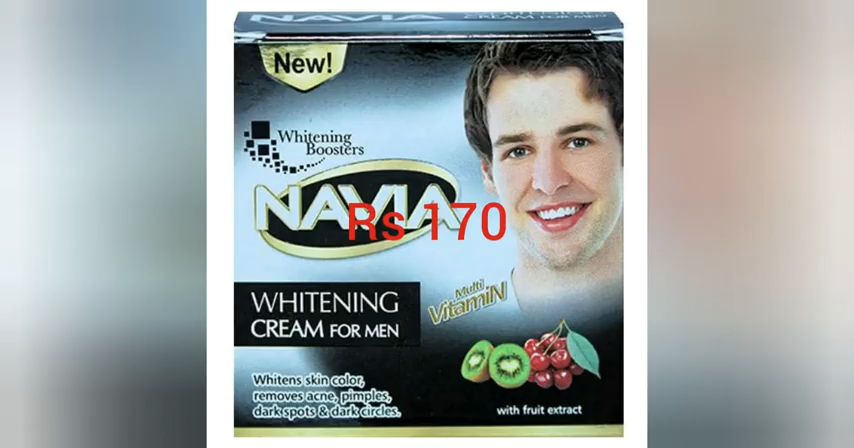 CREAM FOR MEN
New!
Whitening
Boosters
NAVIA
Rs 170
WHITENING
CREAM FOR MEN
Multi
VitamiN
Whitens skin color,
removes acne, pimples,
dark spots & dark circles.
with fruit extract